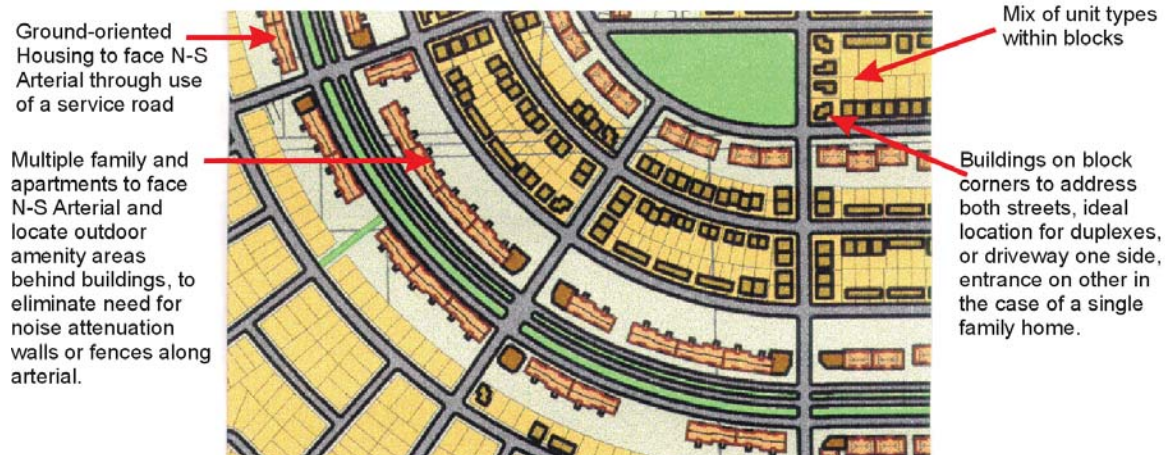 Ground-oriented
Housing to face N-S
Arterial through use
of a service road
Multiple family and
apartments to face
N-S Arterial and
locate outdoor
amenity areas
behind buildings, to
eliminate need for
noise attenuation
walls or fences along
arterial.
Mix of unit types
within blocks
Buildings on block
corners to address
both streets, ideal
location for duplexes,
or driveway one side,
entrance on other in
the case of a single
family home.